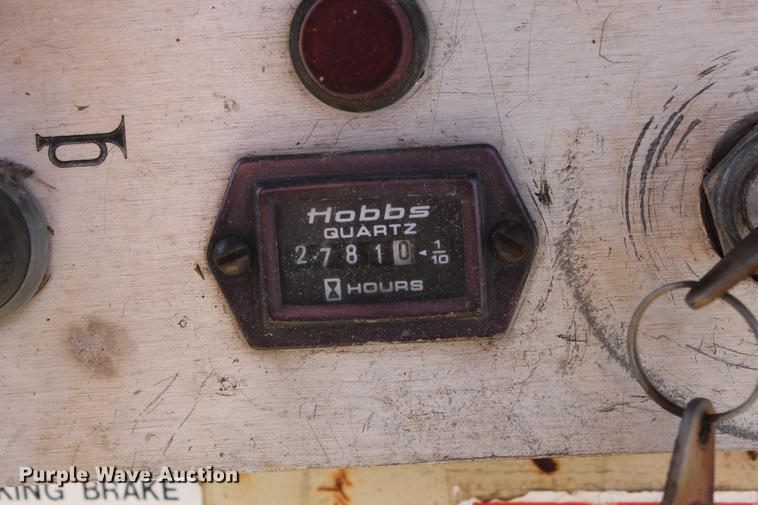 Hobbs
QUARTZ
27810 1/10
HOURS
Purple Wave Auction
KING BRAKE